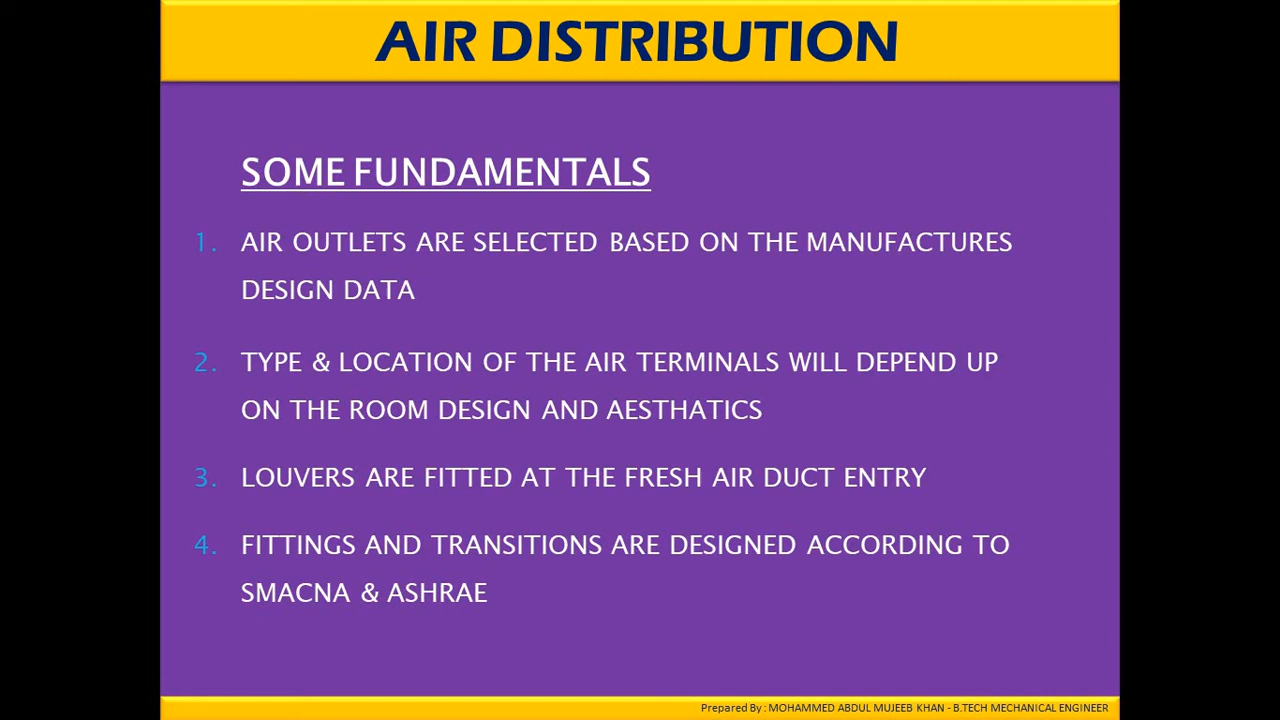 AIR DISTRIBUTION
SOME FUNDAMENTALS
1. AIR OUTLETS ARE SELECTED BASED ON THE MANUFACTURES
DESIGN DATA
2. TYPE & LOCATION OF THE AIR TERMINALS WILL DEPEND UP
ON THE ROOM DESIGN AND AESTHATICS
3. LOUVERS ARE FITTED AT THE FRESH AIR DUCT ENTRY
4. FITTINGS AND TRANSITIONS ARE DESIGNED ACCORDING TO
SMACNA & ASHRAE
Prepared By : MOHAMMED ABDUL MUJEEB KHAN - B.TECH MECHANICAL ENGINEER